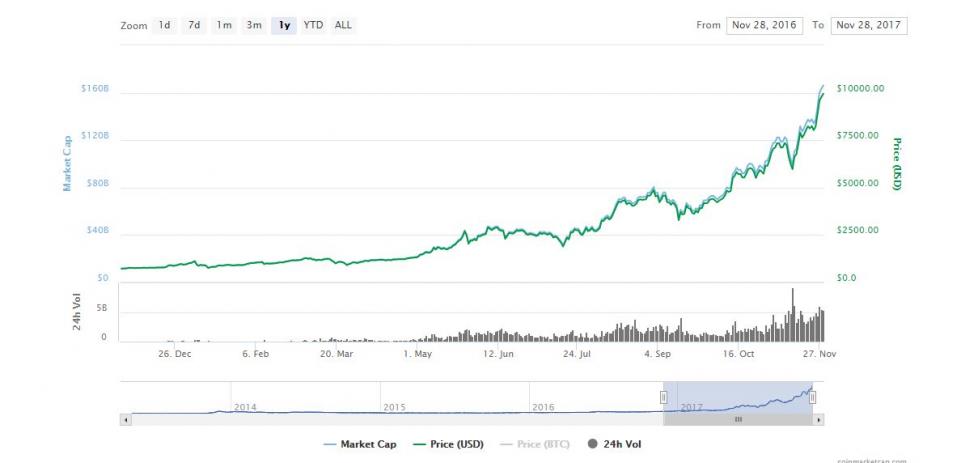 Zoom 1d 7d 1m 3m 1y YTD ALL From Nov 28, 2016 To Nov 28, 2017
$160B $10000.00
$120B $7500.00
Market Cap Price (USD)
$80B $5000.00
$40B $2500.00
$0 $0.0
24h Vol
5B
0
26. Dec 6. Feb 20. Mar 1. May 12. Jun 24. Jul 4. Sep 16. Oct 27. Nov
2014 2015 2016 2017
Market Cap Price (USD) Price (BTC) 24h Vol